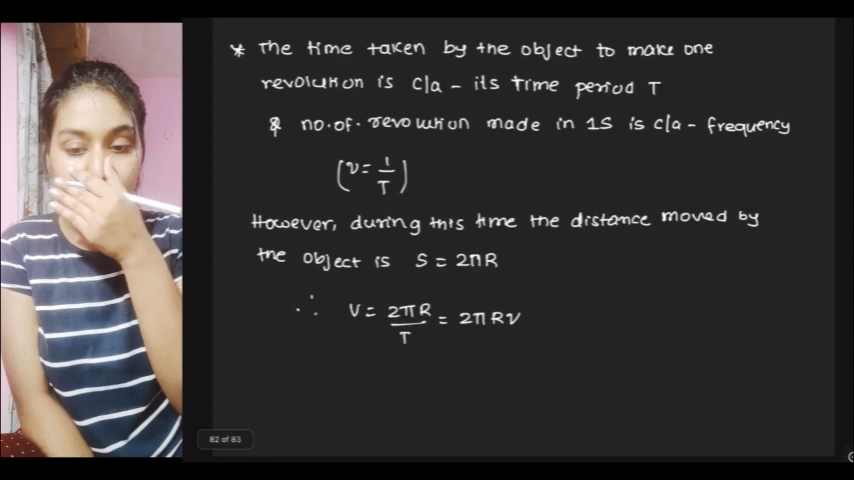 * The time taken by the object to make one
revolution is c/a - its time period T
& no.of. revolution made in 1S is c/a - frequency
(ν = 1/T)
However, during this time the distance moved by
the object is S = 2πR
∴ V = 2πR/T = 2πRν
82 of 83